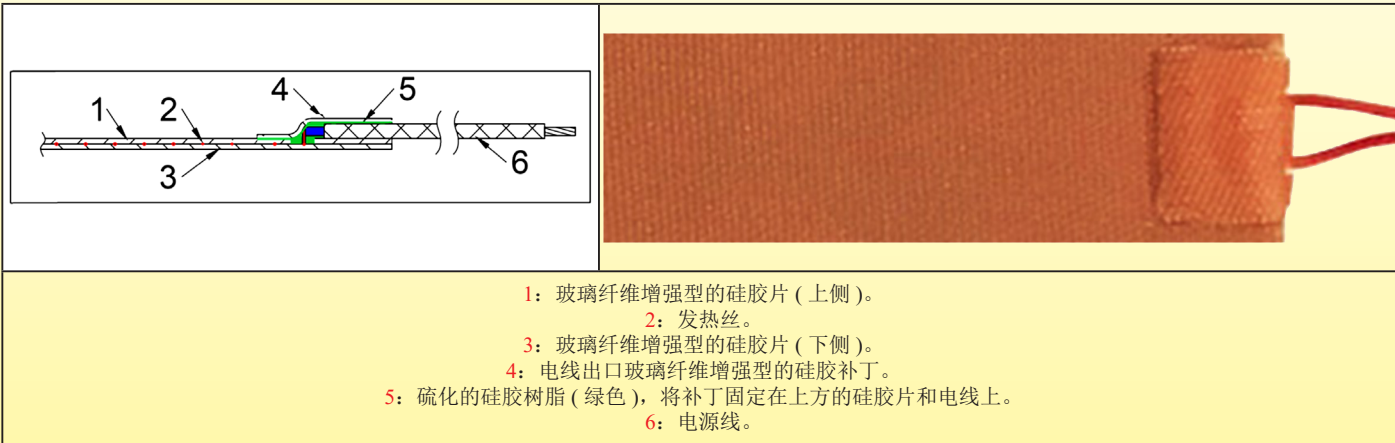 1
2
4
5
3
6
1：玻璃纤维增强型的硅胶片 ( 上侧 )。
2：发热丝。
3：玻璃纤维增强型的硅胶片 ( 下侧 )。
4：电线出口玻璃纤维增强型的硅胶补丁。
5：硫化的硅胶树脂 ( 绿色 )，将补丁固定在上方的硅胶片和电线上。
6：电源线。